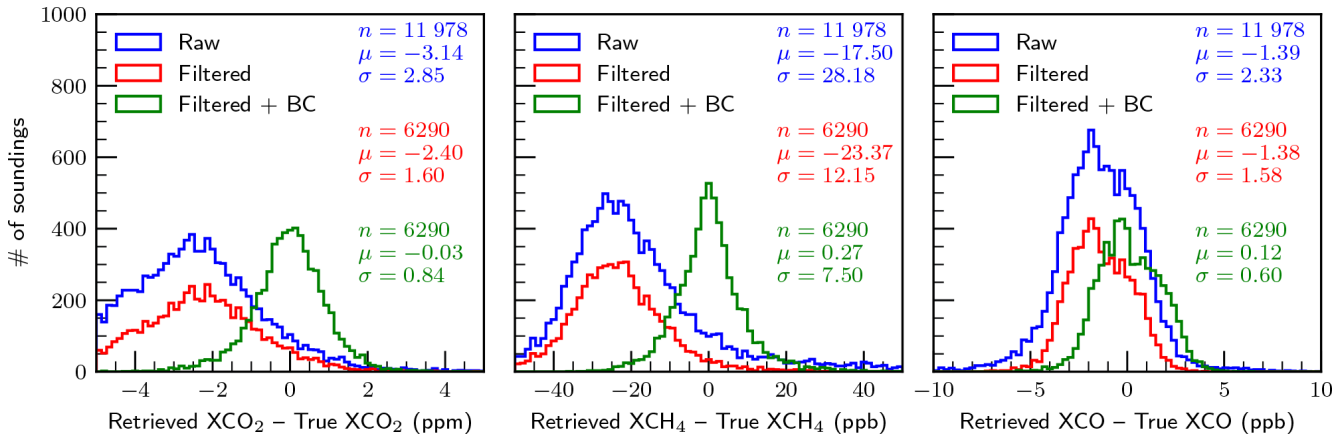 1000
800
600
400
200
0
# of soundings
Raw
Filtered
Filtered + BC
n = 11 978
μ = −3.14
σ = 2.85
n = 6290
μ = −2.40
σ = 1.60
n = 6290
μ = −0.03
σ = 0.84
−4 −2 0 2 4
Retrieved XCO₂ – True XCO₂ (ppm)
Raw
Filtered
Filtered + BC
n = 11 978
μ = −17.50
σ = 28.18
n = 6290
μ = −23.37
σ = 12.15
n = 6290
μ = 0.27
σ = 7.50
−40 −20 0 20 40
Retrieved XCH₄ – True XCH₄ (ppb)
Raw
Filtered
Filtered + BC
n = 11 978
μ = −1.39
σ = 2.33
n = 6290
μ = −1.38
σ = 1.58
n = 6290
μ = 0.12
σ = 0.60
−10 −5 0 5 10
Retrieved XCO – True XCO (ppb)